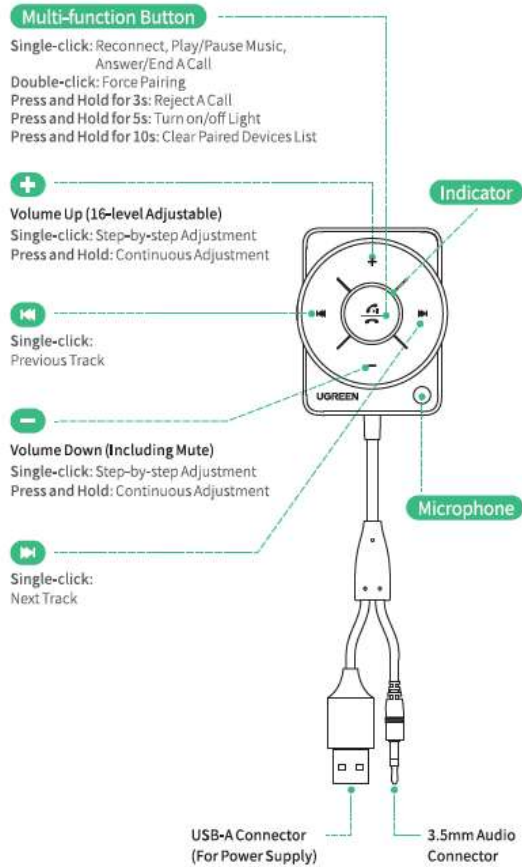 Multi-function Button
Single-click: Reconnect, Play/Pause Music,
Answer/End A Call
Double-click: Force Pairing
Press and Hold for 3s: Reject A Call
Press and Hold for 5s: Turn on/off Light
Press and Hold for 10s: Clear Paired Devices List
Indicator
Volume Up (16-level Adjustable)
Single-click: Step-by-step Adjustment
Press and Hold: Continuous Adjustment
Single-click:
Previous Track
UGREEN
Volume Down (Including Mute)
Single-click: Step-by-step Adjustment
Press and Hold: Continuous Adjustment
Microphone
Single-click:
Next Track
USB-A Connector
(For Power Supply)
3.5mm Audio
Connector